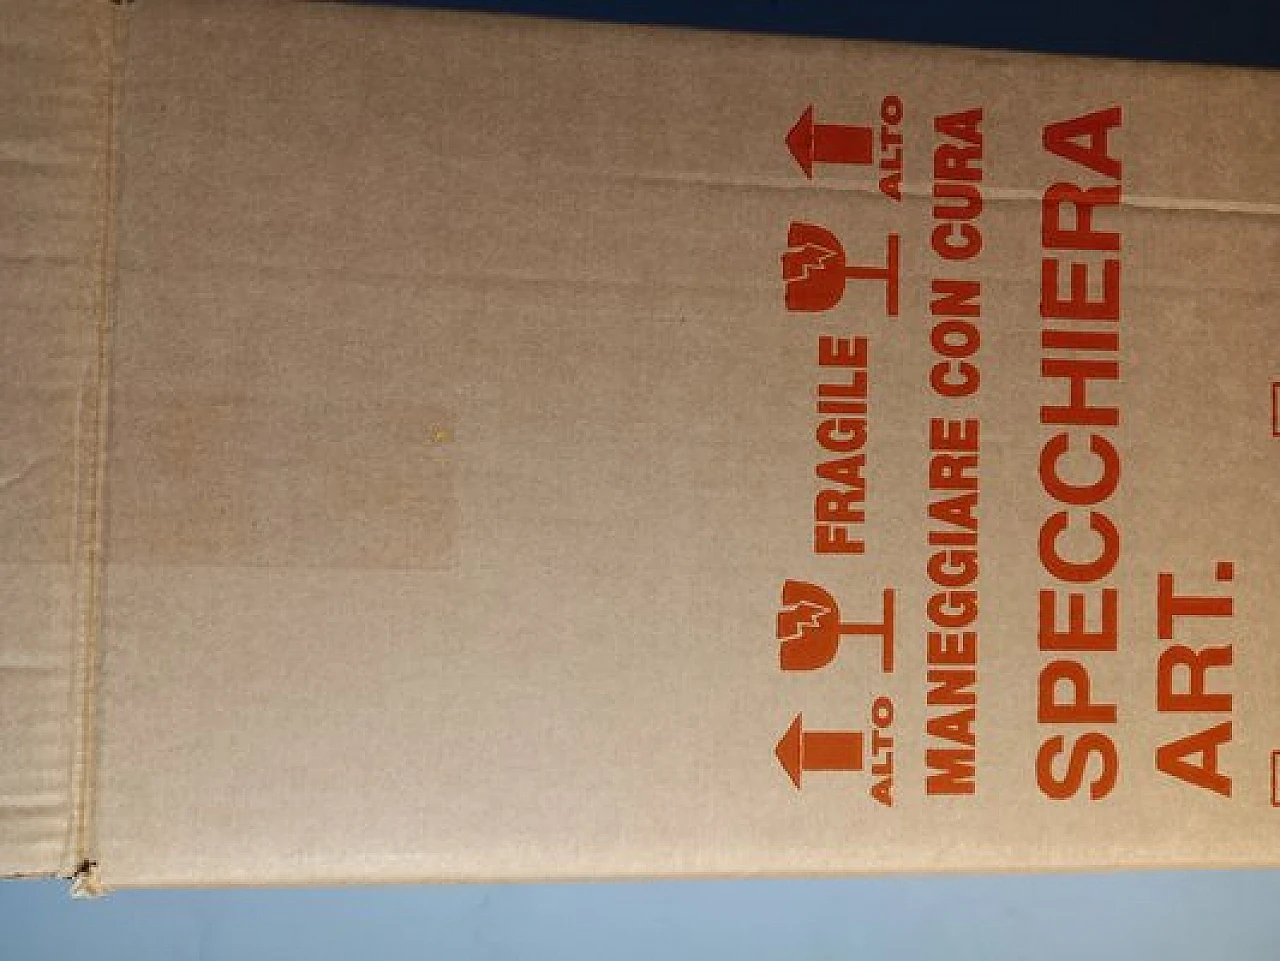 FRAGILE
ALTO ALTO
MANEGGIARE CON CURA
SPECCHIERA
ART.